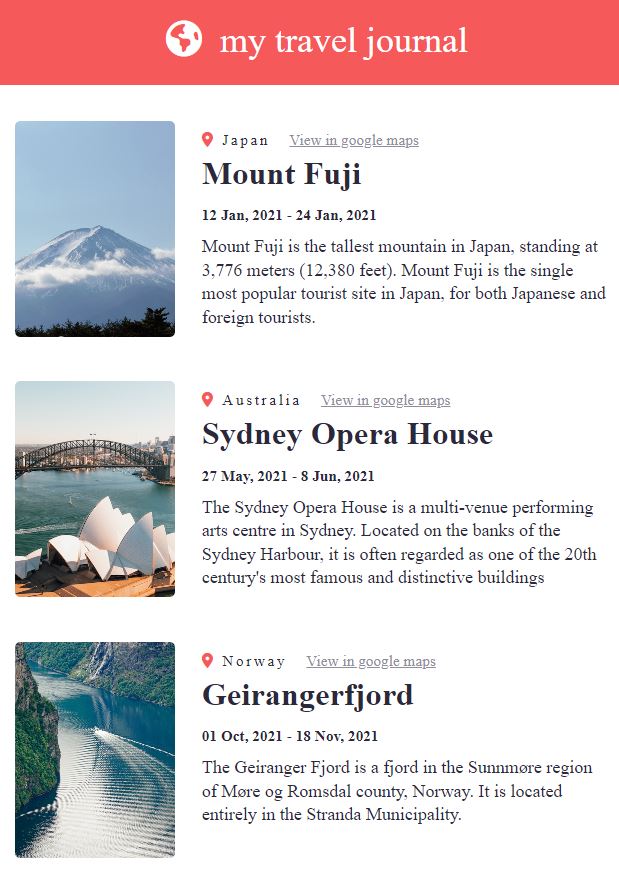 my travel journal
Japan View in google maps
Mount Fuji
12 Jan, 2021 - 24 Jan, 2021
Mount Fuji is the tallest mountain in Japan, standing at
3,776 meters (12,380 feet). Mount Fuji is the single
most popular tourist site in Japan, for both Japanese and
foreign tourists.
Australia View in google maps
Sydney Opera House
27 May, 2021 - 8 Jun, 2021
The Sydney Opera House is a multi-venue performing
arts centre in Sydney. Located on the banks of the
Sydney Harbour, it is often regarded as one of the 20th
century's most famous and distinctive buildings
Norway View in google maps
Geirangerfjord
01 Oct, 2021 - 18 Nov, 2021
The Geiranger Fjord is a fjord in the Sunnmøre region
of Møre og Romsdal county, Norway. It is located
entirely in the Stranda Municipality.